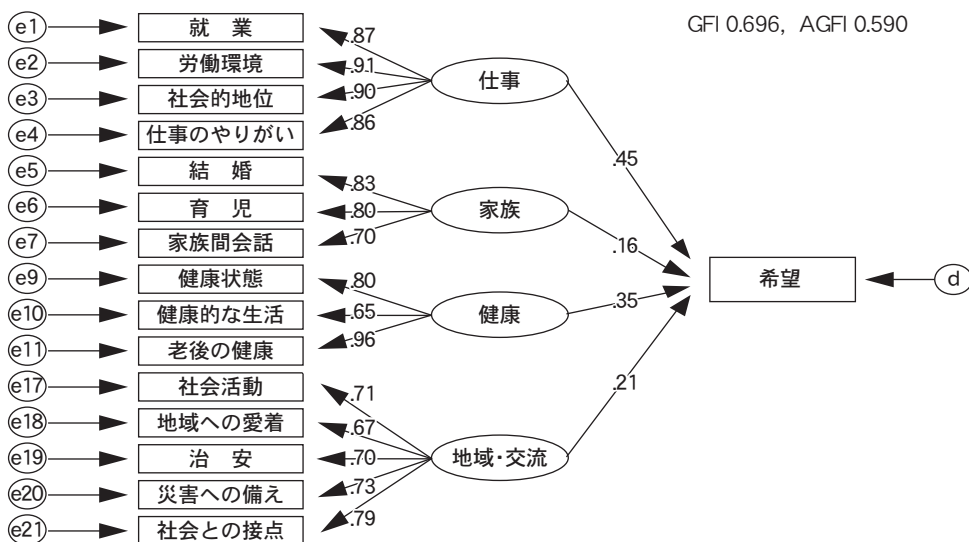 GFI 0.696, AGFI 0.590
e1 就 業 .87
e2 労働環境 .91
e3 社会的地位 .90
e4 仕事のやりがい .86
仕事 .45
e5 結 婚 .83
e6 育 児 .80
e7 家族間会話 .70
家族 .16
e9 健康状態 .80
e10 健康的な生活 .65
e11 老後の健康 .96
健康 .35
希望 d
e17 社会活動 .71
e18 地域への愛着 .67
e19 治 安 .70
e20 災害への備え .73
e21 社会との接点 .79
地域・交流 .21